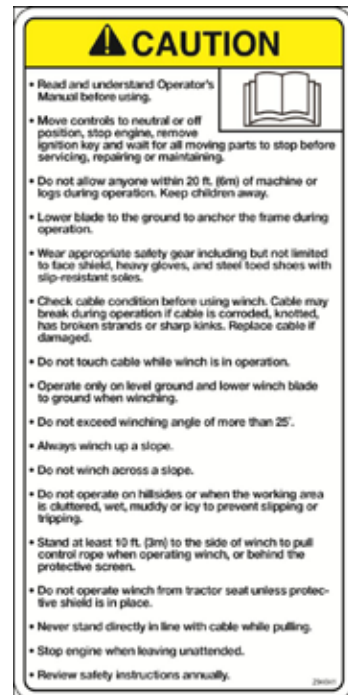 CAUTION
• Read and understand Operator's
Manual before using.
• Move controls to neutral or off
position, stop engine, remove
ignition key and wait for all moving parts to stop before
servicing, repairing or maintaining.
• Do not allow anyone within 20 ft. (6m) of machine or
logs during operation. Keep children away.
• Lower blade to the ground to anchor the frame during
operation.
• Wear appropriate safety gear including but not limited
to face shield, heavy gloves, and steel toed shoes with
slip-resistant soles.
• Check cable condition before using winch. Cable may
break during operation if cable is corroded, knotted,
has broken strands or sharp kinks. Replace cable if
damaged.
• Do not touch cable while winch is in operation.
• Operate only on level ground and lower winch blade
to ground when winching.
• Do not exceed winching angle of more than 25°.
• Always winch up a slope.
• Do not winch across a slope.
• Do not operate on hillsides or when the working area
is cluttered, wet, muddy or icy to prevent slipping or
tripping.
• Stand at least 10 ft. (3m) to the side of winch to pull
control rope when operating winch, or behind the
protective screen.
• Do not operate winch from tractor seat unless protec-
tive shield is in place.
• Never stand directly in line with cable while pulling.
• Stop engine when leaving unattended.
• Review safety instructions annually.